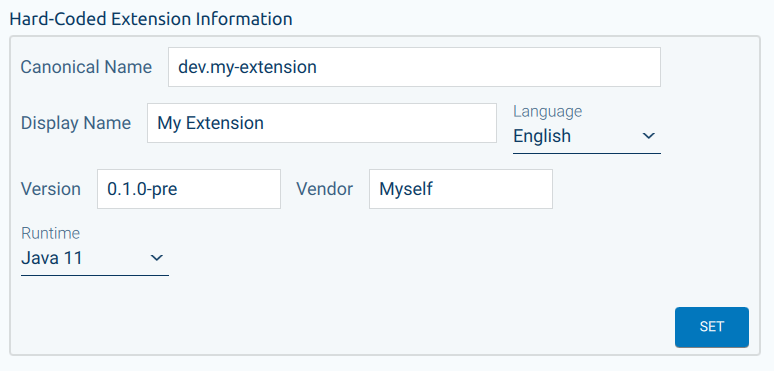 Hard-Coded Extension Information
Canonical Name dev.my-extension
Language
Display Name My Extension English
Version 0.1.0-pre Vendor Myself
Runtime
Java 11
SET